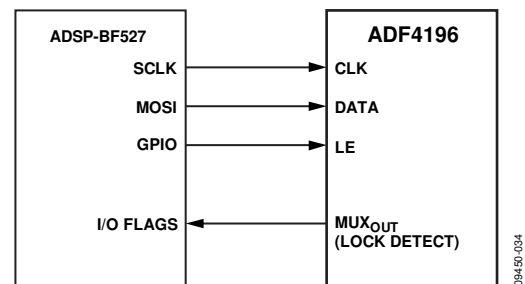 ADSP-BF527
ADF4196
SCLK
CLK
MOSI
DATA
GPIO
LE
I/O FLAGS
MUXOUT
(LOCK DETECT)
09450-034